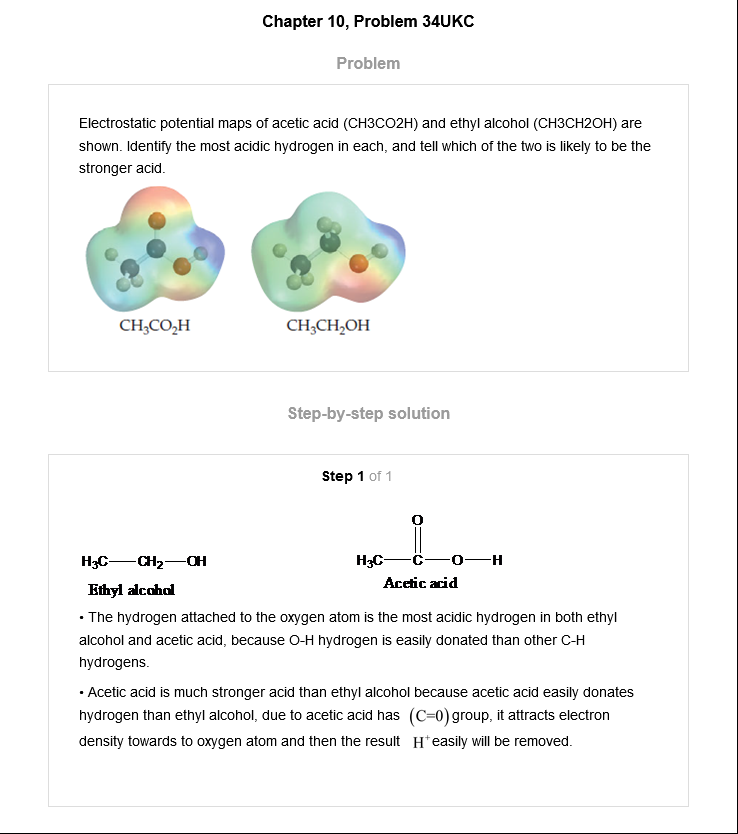 Chapter 10, Problem 34UKC
Problem
Electrostatic potential maps of acetic acid (CH3CO2H) and ethyl alcohol (CH3CH2OH) are
shown. Identify the most acidic hydrogen in each, and tell which of the two is likely to be the
stronger acid.
CH₃CO₂H
CH₃CH₂OH
Step-by-step solution
Step 1 of 1
O
H₃C—CH₂—OH
H₃C—C—O—H
Ethyl alcohol
Acetic acid
• The hydrogen attached to the oxygen atom is the most acidic hydrogen in both ethyl
alcohol and acetic acid, because O-H hydrogen is easily donated than other C-H
hydrogens.
• Acetic acid is much stronger acid than ethyl alcohol because acetic acid easily donates
hydrogen than ethyl alcohol, due to acetic acid has (C=0) group, it attracts electron
density towards to oxygen atom and then the result H⁺ easily will be removed.